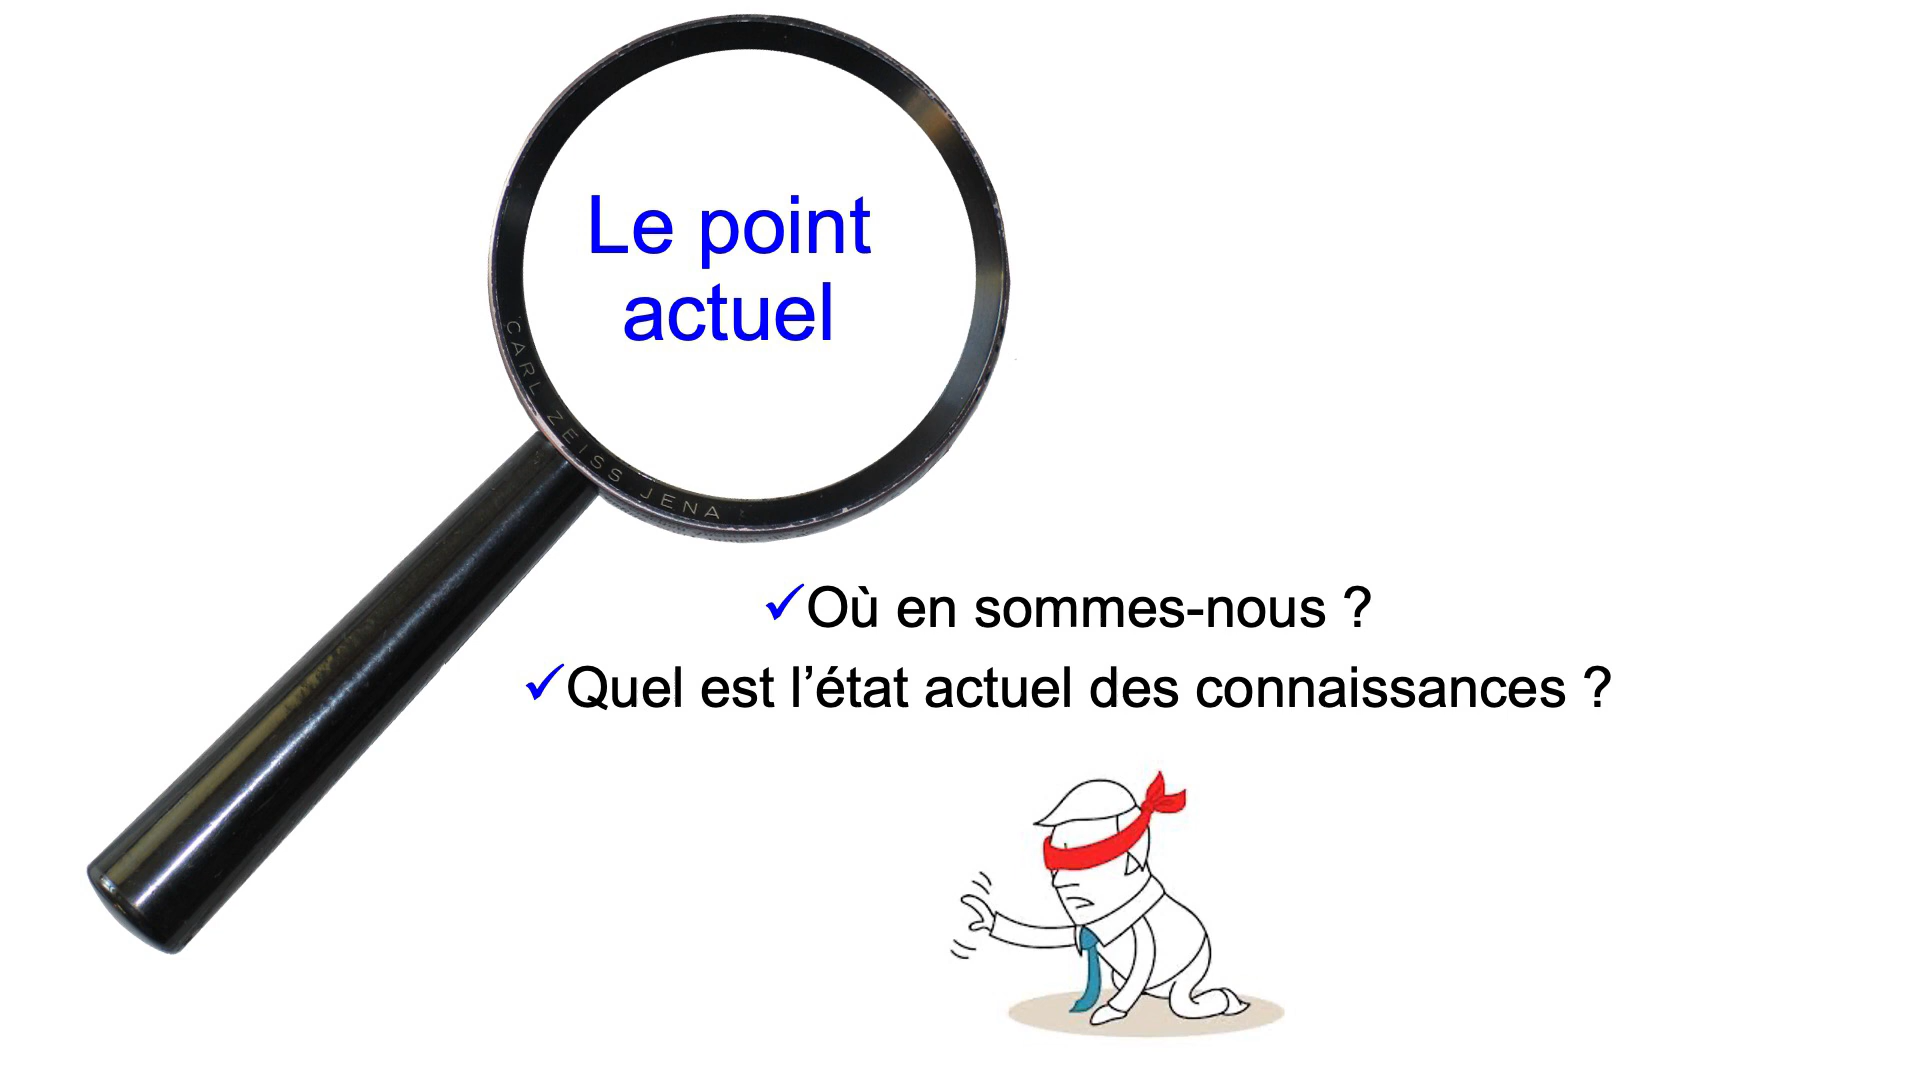 Le point
actuel
CARL ZEISS JENA
✓Où en sommes-nous ?
✓Quel est l’état actuel des connaissances ?